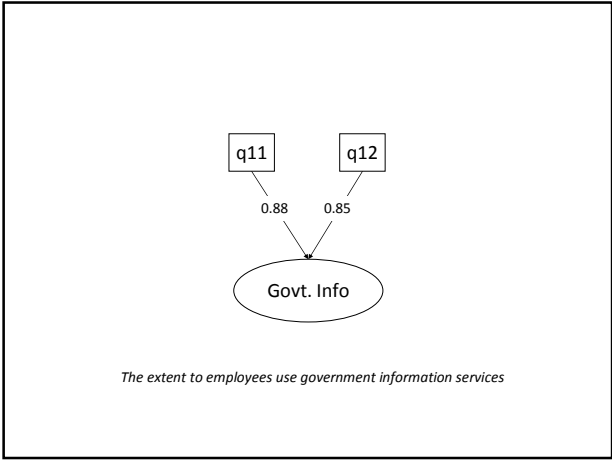 q11 q12
0.88 0.85
Govt. Info
The extent to employees use government information services